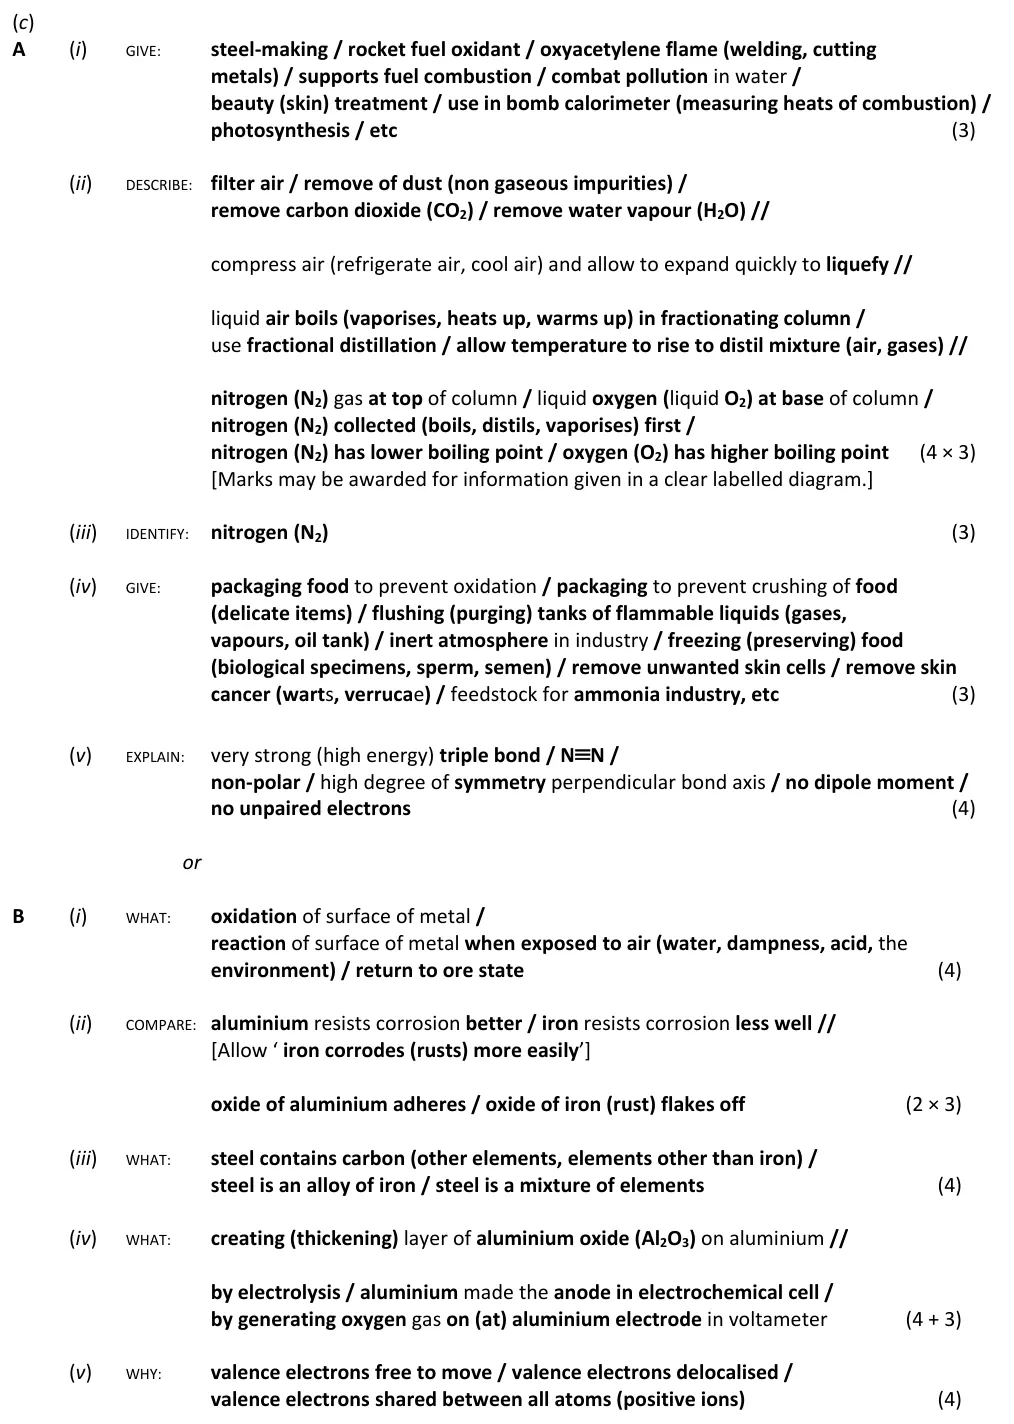 (c)
A (i) GIVE: steel-making / rocket fuel oxidant / oxyacetylene flame (welding, cutting
metals) / supports fuel combustion / combat pollution in water /
beauty (skin) treatment / use in bomb calorimeter (measuring heats of combustion) /
photosynthesis / etc (3)
(ii) DESCRIBE: filter air / remove of dust (non gaseous impurities) /
remove carbon dioxide (CO₂) / remove water vapour (H₂O) //
compress air (refrigerate air, cool air) and allow to expand quickly to liquefy //
liquid air boils (vaporises, heats up, warms up) in fractionating column /
use fractional distillation / allow temperature to rise to distil mixture (air, gases) //
nitrogen (N₂) gas at top of column / liquid oxygen (liquid O₂) at base of column /
nitrogen (N₂) collected (boils, distils, vaporises) first /
nitrogen (N₂) has lower boiling point / oxygen (O₂) has higher boiling point (4 × 3)
[Marks may be awarded for information given in a clear labelled diagram.]
(iii) IDENTIFY: nitrogen (N₂) (3)
(iv) GIVE: packaging food to prevent oxidation / packaging to prevent crushing of food
(delicate items) / flushing (purging) tanks of flammable liquids (gases,
vapours, oil tank) / inert atmosphere in industry / freezing (preserving) food
(biological specimens, sperm, semen) / remove unwanted skin cells / remove skin
cancer (warts, verrucae) / feedstock for ammonia industry, etc (3)
(v) EXPLAIN: very strong (high energy) triple bond / N≡N /
non-polar / high degree of symmetry perpendicular bond axis / no dipole moment /
no unpaired electrons (4)
or
B (i) WHAT: oxidation of surface of metal /
reaction of surface of metal when exposed to air (water, dampness, acid, the
environment) / return to ore state (4)
(ii) COMPARE: aluminium resists corrosion better / iron resists corrosion less well //
[Allow ‘ iron corrodes (rusts) more easily’]
oxide of aluminium adheres / oxide of iron (rust) flakes off (2 × 3)
(iii) WHAT: steel contains carbon (other elements, elements other than iron) /
steel is an alloy of iron / steel is a mixture of elements (4)
(iv) WHAT: creating (thickening) layer of aluminium oxide (Al₂O₃) on aluminium //
by electrolysis / aluminium made the anode in electrochemical cell /
by generating oxygen gas on (at) aluminium electrode in voltameter (4 + 3)
(v) WHY: valence electrons free to move / valence electrons delocalised /
valence electrons shared between all atoms (positive ions) (4)